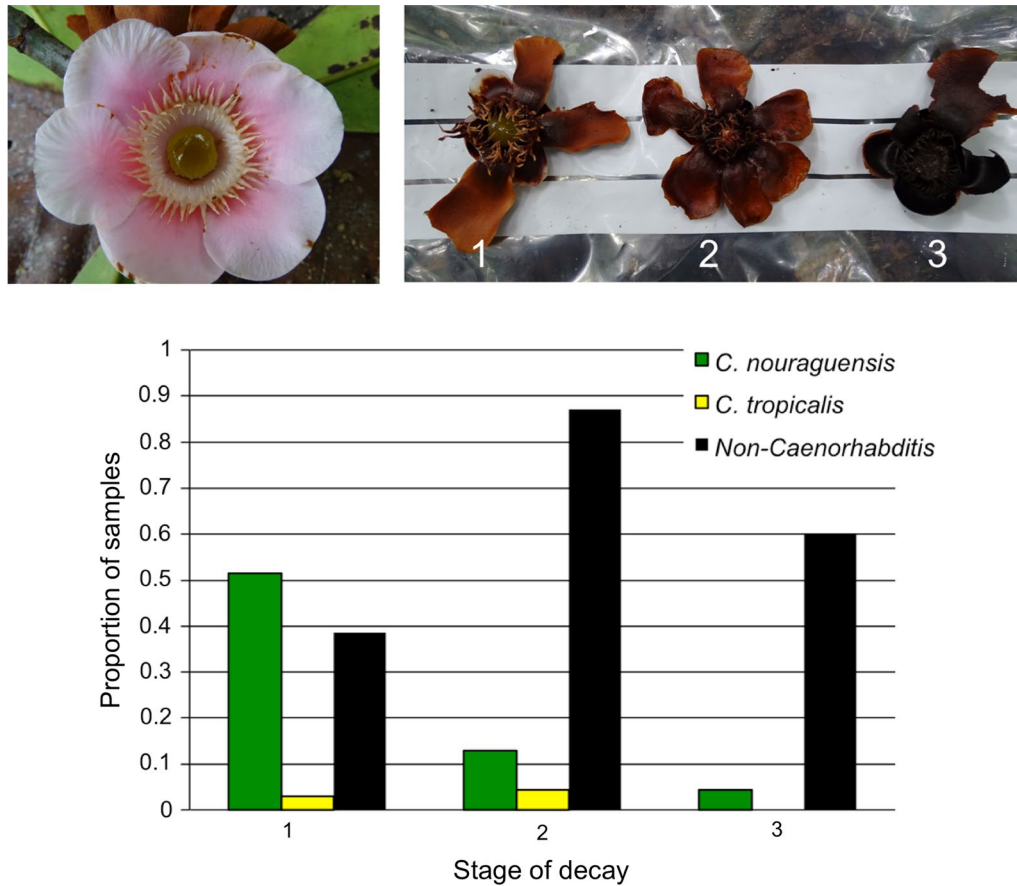 1 2 3
1
0.9
0.8
0.7
0.6
0.5
0.4
0.3
0.2
0.1
0
Proportion of samples
C. nouraguensis
C. tropicalis
Non-Caenorhabditis
1 2 3
Stage of decay